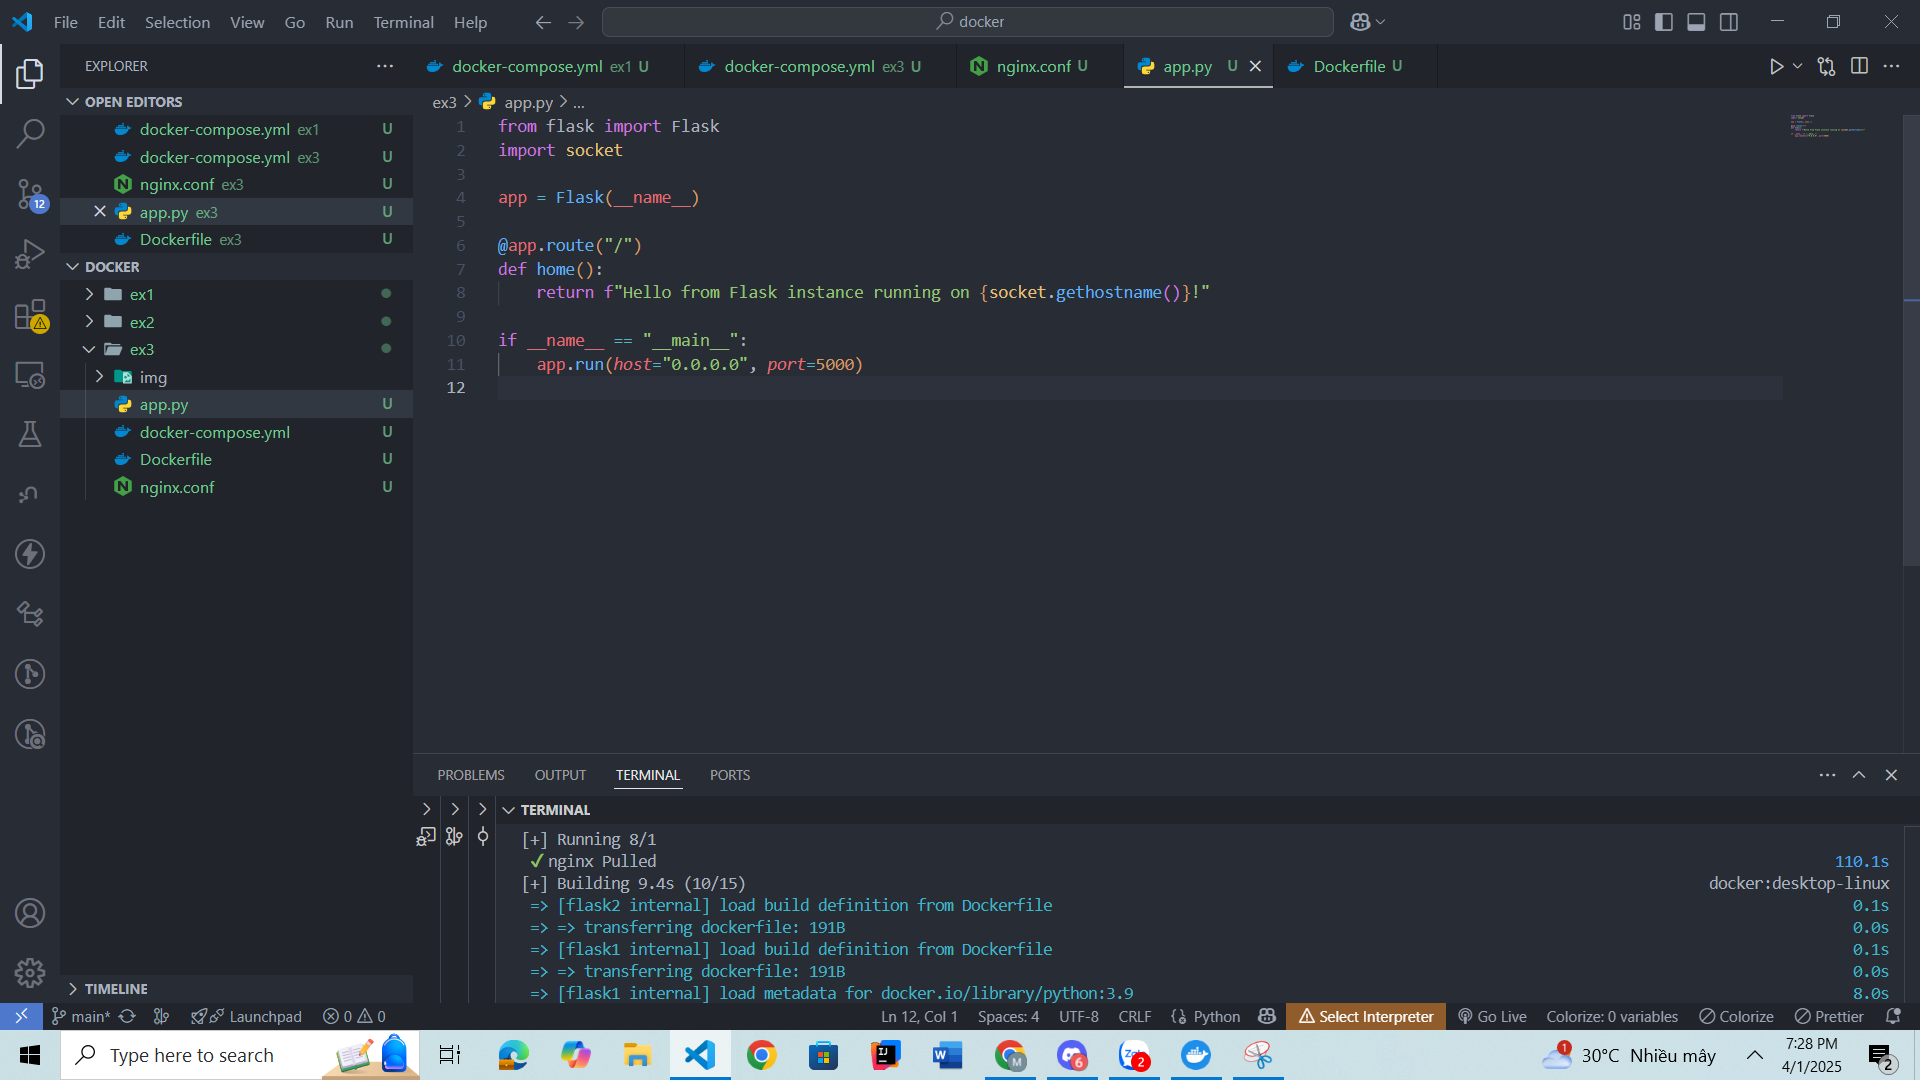 File Edit Selection View Go Run Terminal Help
docker
EXPLORER
OPEN EDITORS
docker-compose.yml ex1 U
docker-compose.yml ex3 U
nginx.conf ex3 U
app.py ex3 U
Dockerfile ex3 U
DOCKER
ex1
ex2
ex3
img
app.py U
docker-compose.yml U
Dockerfile U
nginx.conf U
TIMELINE
12
docker-compose.yml ex1 U
docker-compose.yml ex3 U
nginx.conf U
app.py U
Dockerfile U
ex3 > app.py > ...
1 from flask import Flask
2 import socket
3
4 app = Flask(__name__)
5
6 @app.route("/")
7 def home():
8 return f"Hello from Flask instance running on {socket.gethostname()}!"
9
10 if __name__ == "__main__":
11 app.run(host="0.0.0.0", port=5000)
12
PROBLEMS OUTPUT TERMINAL PORTS
TERMINAL
[+] Running 8/1
✓ nginx Pulled 110.1s
[+] Building 9.4s (10/15) docker:desktop-linux
=> [flask2 internal] load build definition from Dockerfile 0.1s
=> => transferring dockerfile: 191B 0.0s
=> [flask1 internal] load build definition from Dockerfile 0.1s
=> => transferring dockerfile: 191B 0.0s
=> [flask1 internal] load metadata for docker.io/library/python:3.9 8.0s
main* Launchpad 0 0 Ln 12, Col 1 Spaces: 4 UTF-8 CRLF Python Select Interpreter Go Live Colorize: 0 variables Colorize Prettier
Type here to search
M
6
2
1
30°C Nhiều mây
7:28 PM
4/1/2025
2